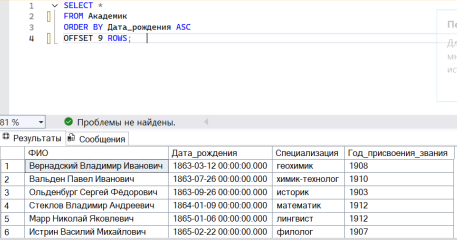 1 SELECT *
2 FROM Академик
3 ORDER BY Дата_рождения ASC
4 OFFSET 9 ROWS;
81 % Проблемы не найдены.
Результаты Сообщения
ФИО Дата_рождения Специализация Год_присвоения_звания
1 Вернадский Владимир Иванович 1863-03-12 00:00:00.000 геохимик 1908
2 Вальден Павел Иванович 1863-07-26 00:00:00.000 химик-технолог 1910
3 Ольденбург Сергей Фёдорович 1863-09-26 00:00:00.000 историк 1903
4 Стеклов Владимир Андреевич 1864-01-09 00:00:00.000 математик 1912
5 Марр Николай Яковлевич 1865-01-06 00:00:00.000 лингвист 1912
6 Истрин Василий Михайлович 1865-02-22 00:00:00.000 филолог 1907